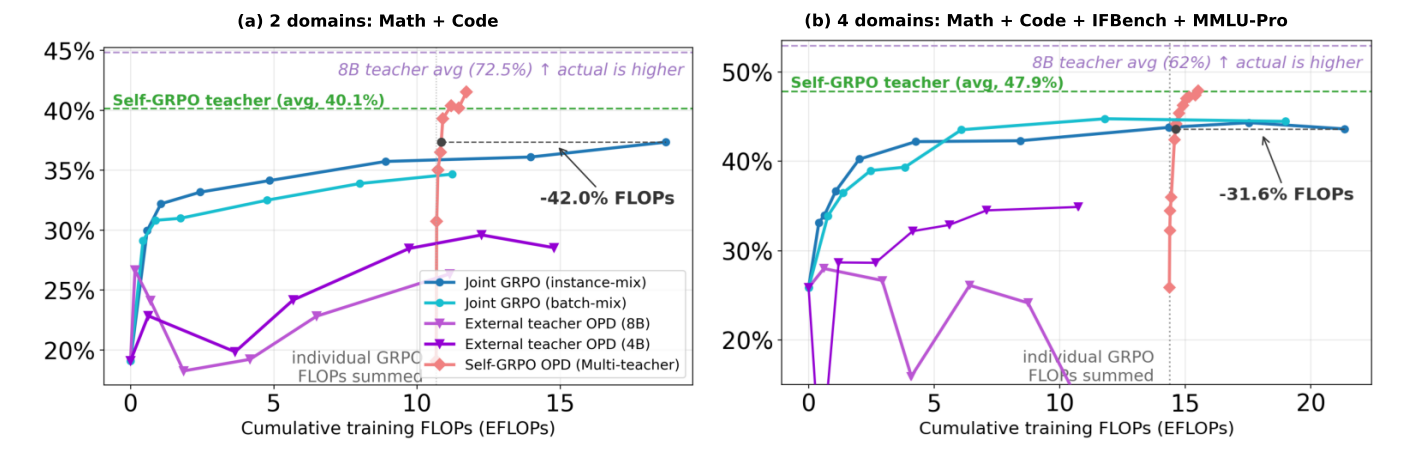 (a) 2 domains: Math + Code
45%
40%
35%
30%
25%
20%
8B teacher avg (72.5%) ↑ actual is higher
Self-GRPO teacher (avg, 40.1%)
-42.0% FLOPs
Joint GRPO (instance-mix)
Joint GRPO (batch-mix)
External teacher OPD (8B)
External teacher OPD (4B)
Self-GRPO OPD (Multi-teacher)
individual GRPO
FLOPs summed
0 5 10 15
Cumulative training FLOPs (EFLOPs)
(b) 4 domains: Math + Code + IFBench + MMLU-Pro
50%
40%
30%
20%
8B teacher avg (62%) ↑ actual is higher
Self-GRPO teacher (avg, 47.9%)
-31.6% FLOPs
individual GRPO
FLOPs summed
0 5 10 15 20
Cumulative training FLOPs (EFLOPs)